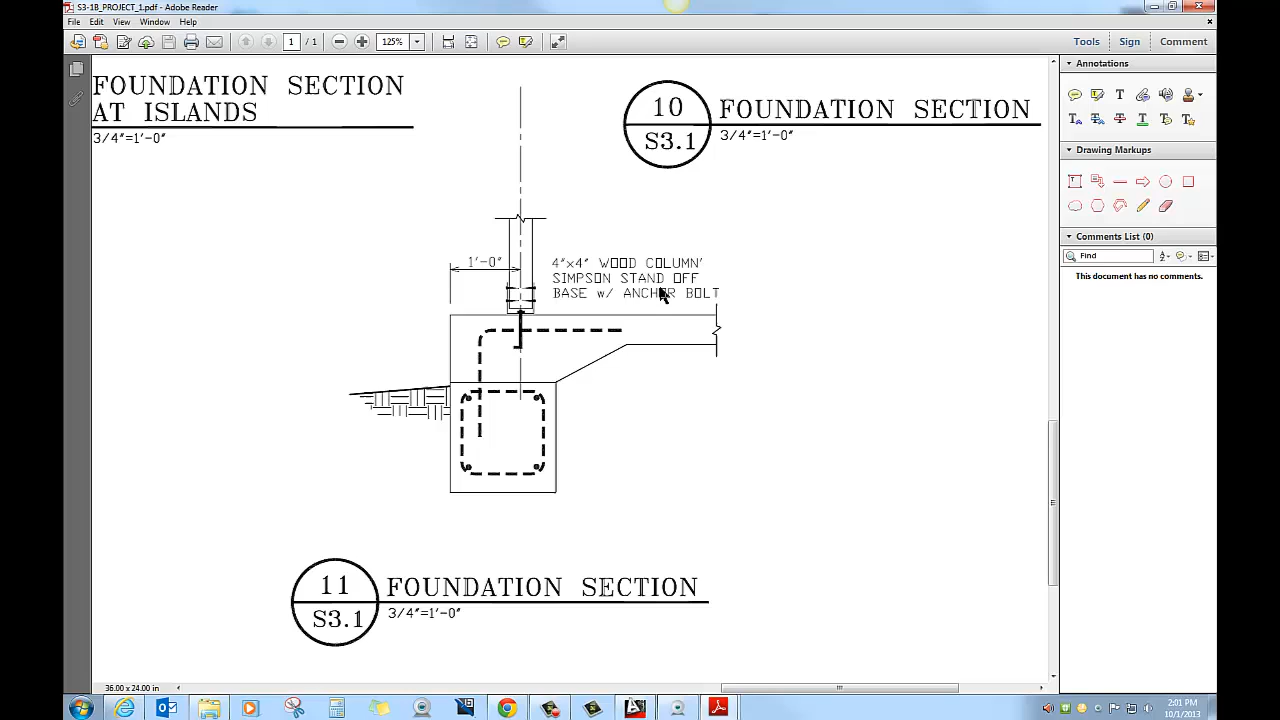 S3-1B_PROJECT_1.pdf - Adobe Reader
File Edit View Window Help
1 / 1 125%
Tools Sign Comment
FOUNDATION SECTION
AT ISLANDS
3/4"=1'-0"
10
S3.1
FOUNDATION SECTION
3/4"=1'-0"
1'-0"
4"x4" WOOD COLUMN'
SIMPSON STAND OFF
BASE w/ ANCHOR BOLT
11
S3.1
FOUNDATION SECTION
3/4"=1'-0"
Annotations
Drawing Markups
Comments List (0)
Find
This document has no comments.
36.00 x 24.00 in
2:01 PM
10/1/2013